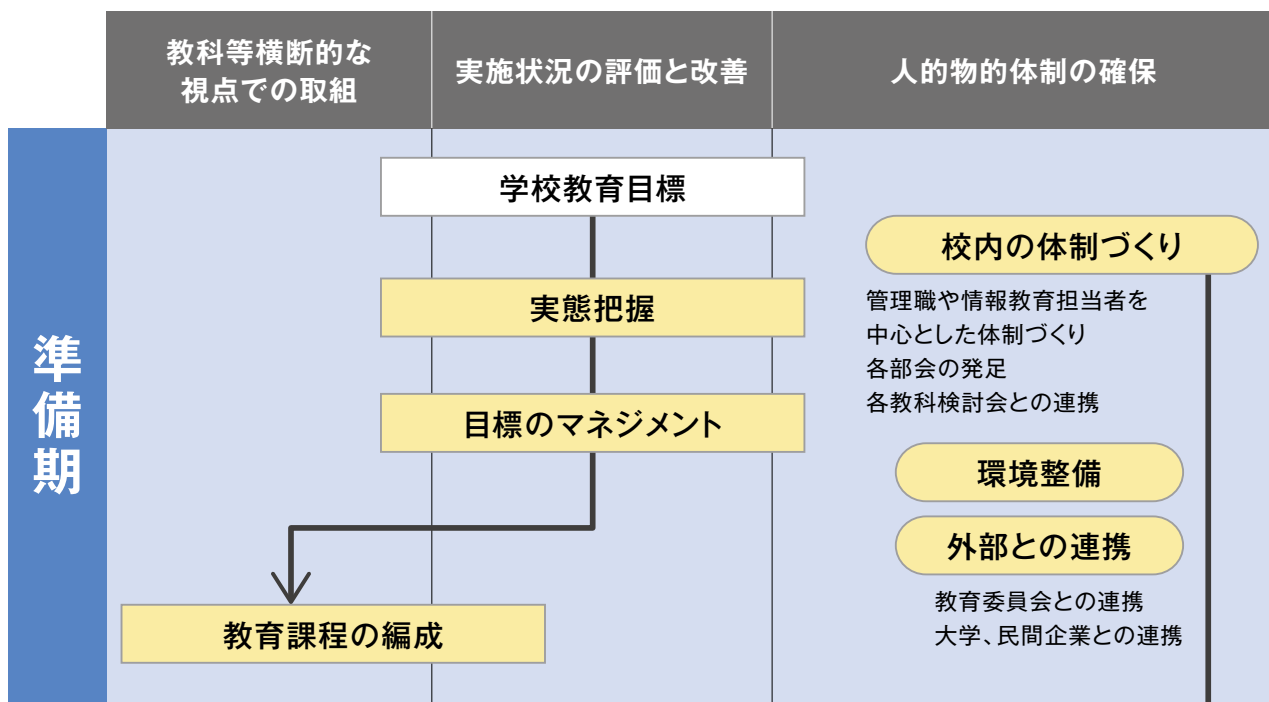 教科等横断的な
視点での取組
実施状況の評価と改善
人的物的体制の確保
準備期
学校教育目標
実態把握
目標のマネジメント
教育課程の編成
校内の体制づくり
管理職や情報教育担当者を
中心とした体制づくり
各部会の発足
各教科検討会との連携
環境整備
外部との連携
教育委員会との連携
大学、民間企業との連携